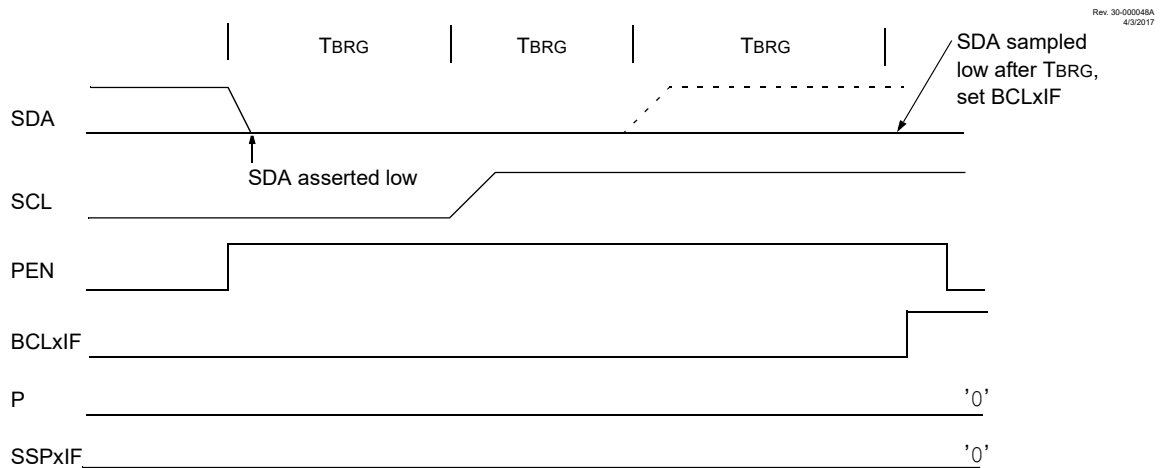 Rev. 30-000048A
4/3/2017
TBRG
TBRG
TBRG
SDA sampled
low after TBRG,
set BCLxIF
SDA
SDA asserted low
SCL
PEN
BCLxIF
P
'0'
SSPxIF
'0'